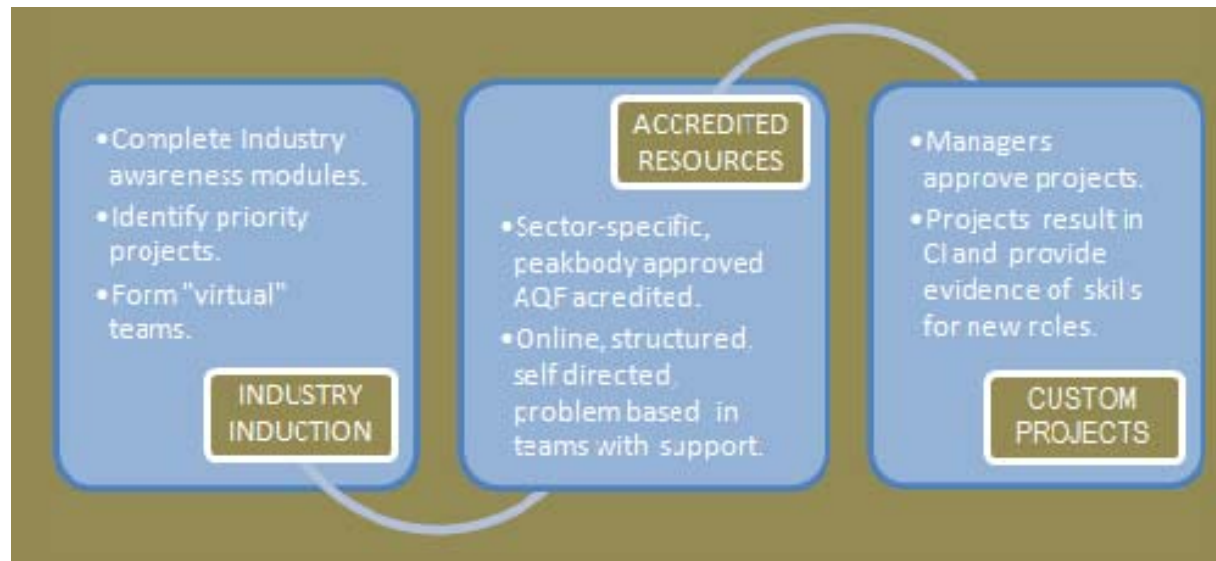 •Complete Industry
awareness modules.
•Identify priority
projects.
•Form "virtual"
teams.
INDUSTRY
INDUCTION
ACCREDITED
RESOURCES
•Sector-specific,
peakbody approved
AQF acredited.
•Online, structured,
self directed,
problem based in
teams with support.
•Managers
approve projects.
•Projects result in
CI and provide
evidence of skills
for new roles.
CUSTOM
PROJECTS